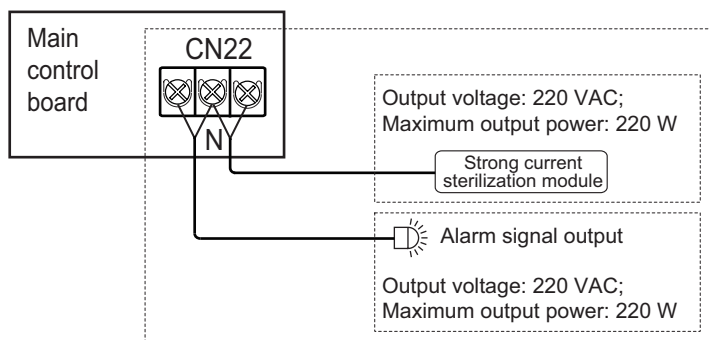 Main
control
board
CN22
N
Output voltage: 220 VAC;
Maximum output power: 220 W
Strong current
sterilization module
Alarm signal output
Output voltage: 220 VAC;
Maximum output power: 220 W